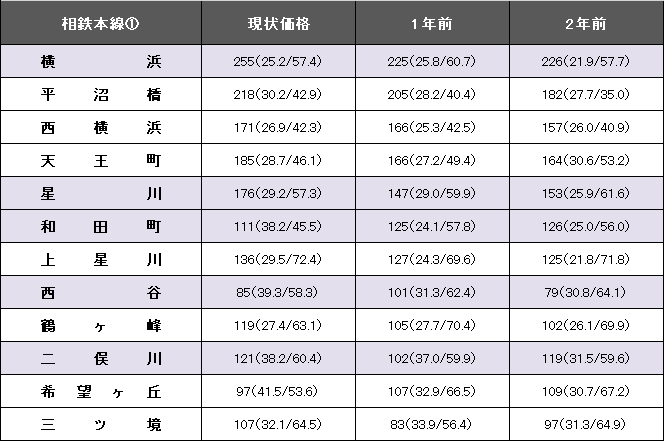 相鉄本線① 現状価格 1年前 2年前
横浜 255(25.2/57.4) 225(25.8/60.7) 226(21.9/57.7)
平沼橋 218(30.2/42.9) 205(28.2/40.4) 182(27.7/35.0)
西横浜 171(26.9/42.3) 166(25.3/42.5) 157(26.0/40.9)
天王町 185(28.7/46.1) 166(27.2/49.4) 164(30.6/53.2)
星川 176(29.2/57.3) 147(29.0/59.9) 153(25.9/61.6)
和田町 111(38.2/45.5) 125(24.1/57.8) 126(25.0/56.0)
上星川 136(29.5/72.4) 127(24.3/69.6) 125(21.8/71.8)
西谷 85(39.3/58.3) 101(31.3/62.4) 79(30.8/64.1)
鶴ヶ峰 119(27.4/63.1) 105(27.7/70.4) 102(26.1/69.9)
二俣川 121(38.2/60.4) 102(37.0/59.9) 119(31.5/59.6)
希望ヶ丘 97(41.5/53.6) 107(32.9/66.5) 109(30.7/67.2)
三ツ境 107(32.1/64.5) 83(33.9/56.4) 97(31.3/64.9)